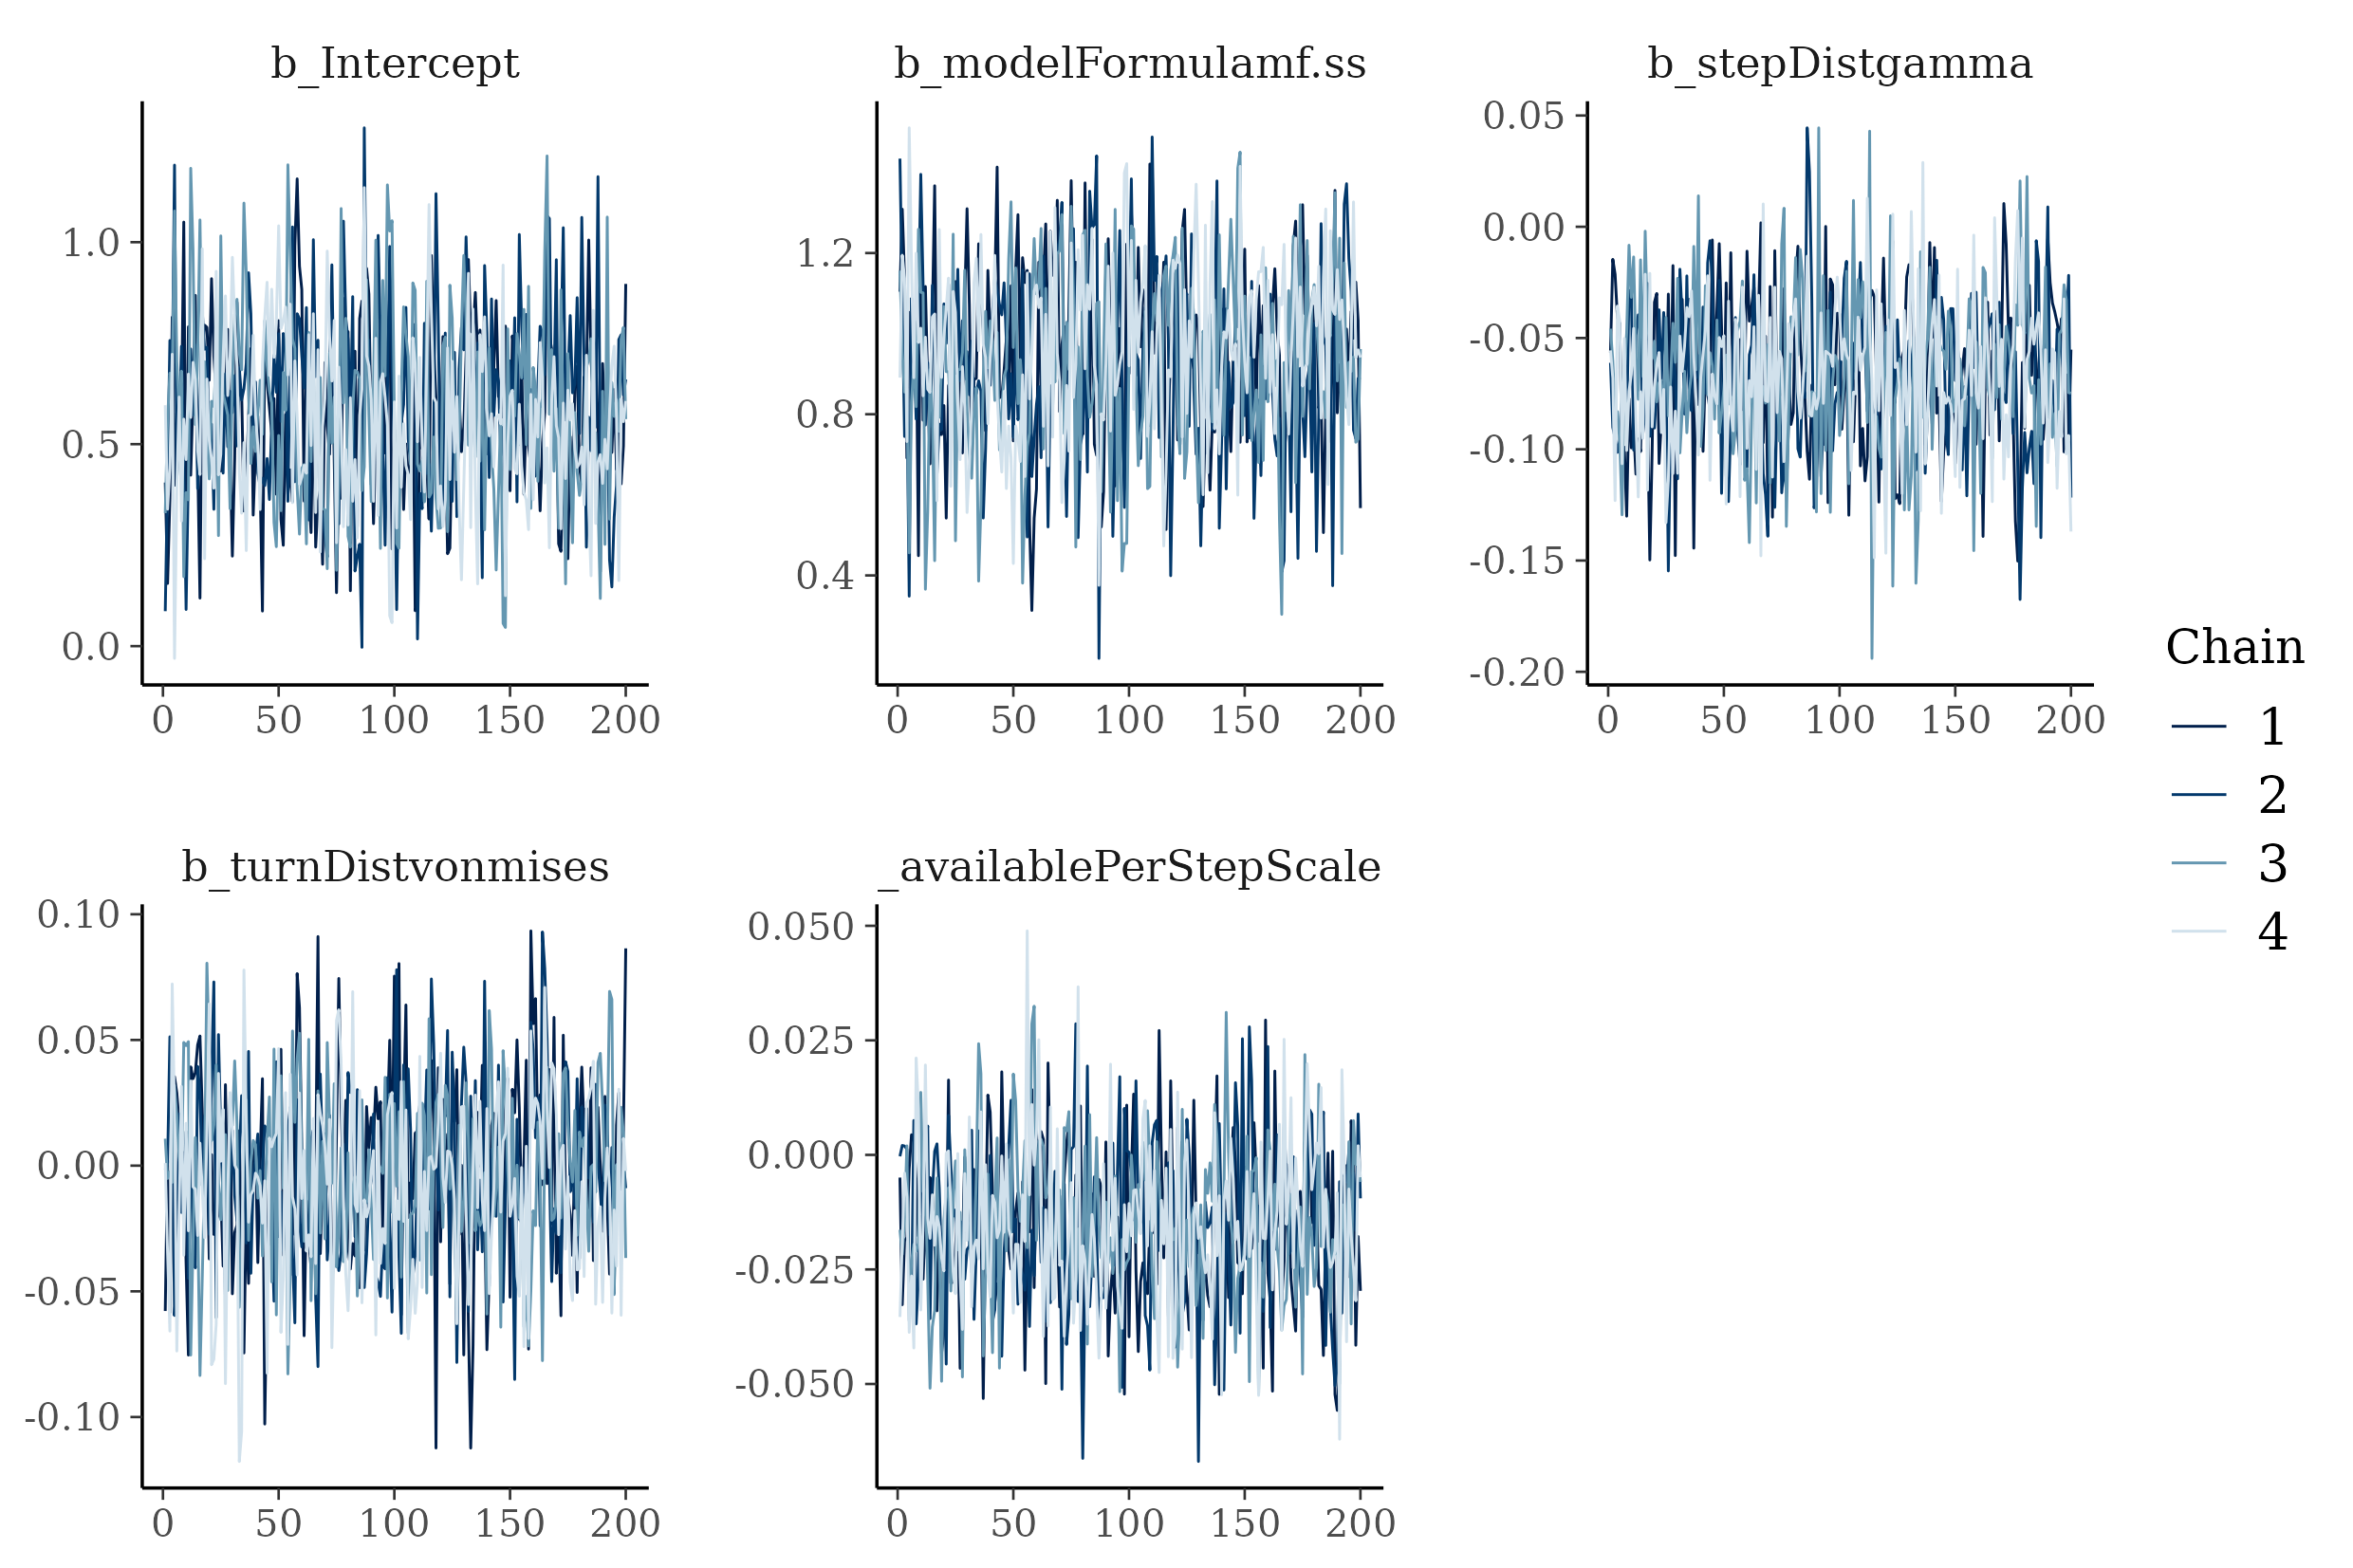 b_Intercept
1.0
0.5
0.0
0 50 100 150 200
b_modelFormulamf.ss
1.2
0.8
0.4
0 50 100 150 200
b_stepDistgamma
0.05
0.00
-0.05
-0.10
-0.15
-0.20
0 50 100 150 200
b_turnDistvonmises
0.10
0.05
0.00
-0.05
-0.10
0 50 100 150 200
_availablePerStepScale
0.050
0.025
0.000
-0.025
-0.050
0 50 100 150 200
Chain
1
2
3
4